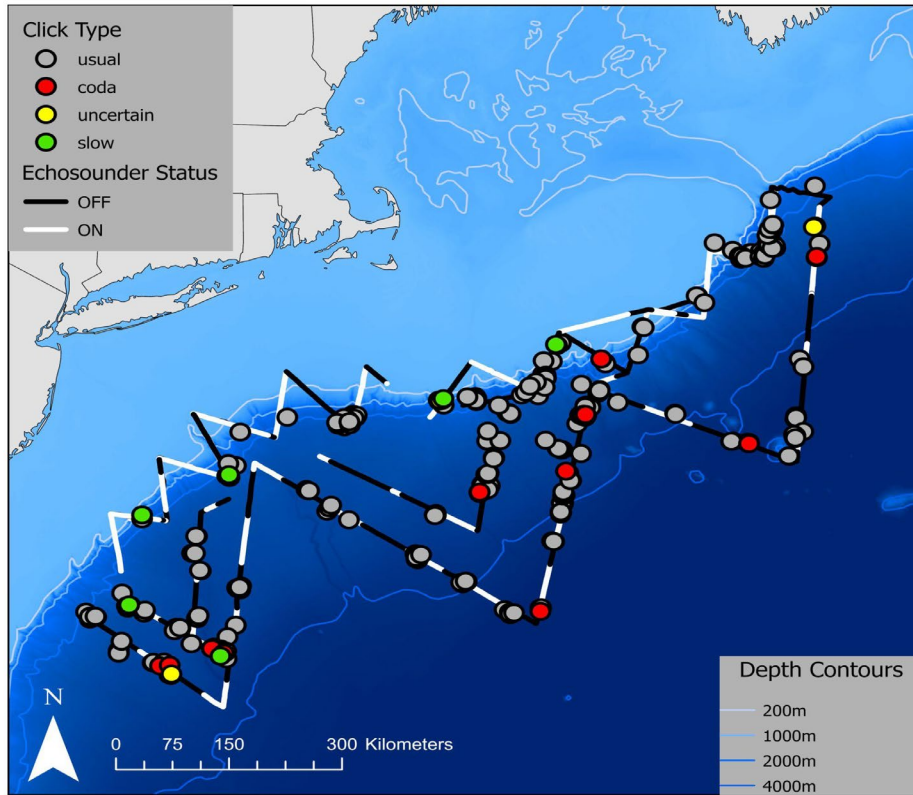 Click Type
usual
coda
uncertain
slow
Echosounder Status
OFF
ON
N
0 75 150 300 Kilometers
Depth Contours
200m
1000m
2000m
4000m